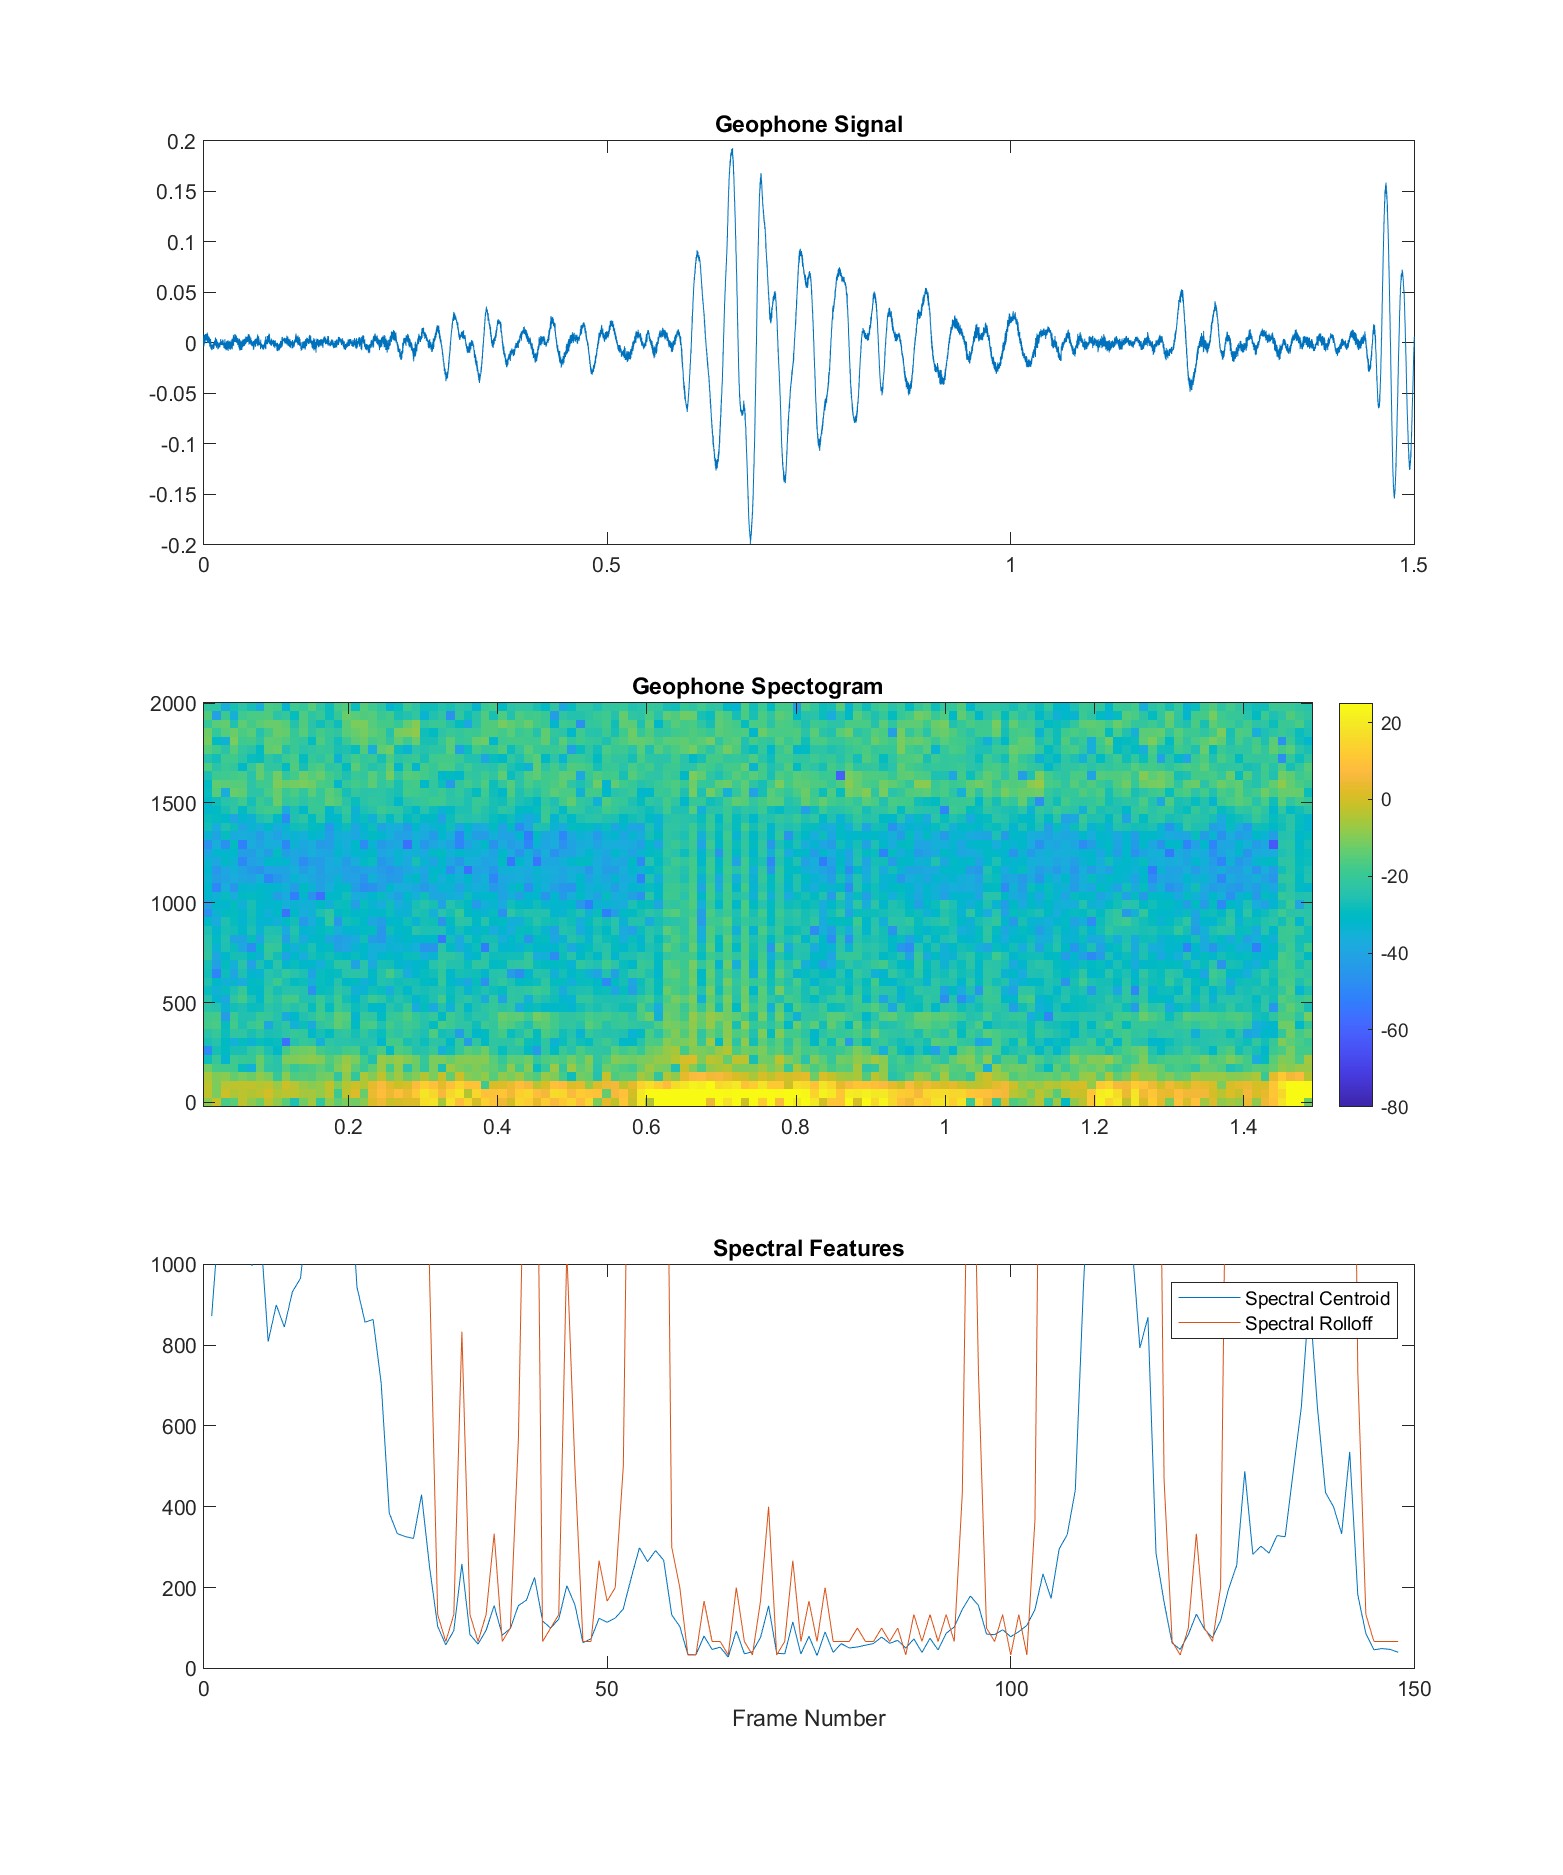 Geophone Signal
0.2
0.15
0.1
0.05
0
-0.05
-0.1
-0.15
-0.2
0 0.5 1 1.5
Geophone Spectogram
2000
1500
1000
500
0
0.2 0.4 0.6 0.8 1 1.2 1.4
20
0
-20
-40
-60
-80
Spectral Features
1000
800
600
400
200
0
0 50 100 150
Spectral Centroid
Spectral Rolloff
Frame Number